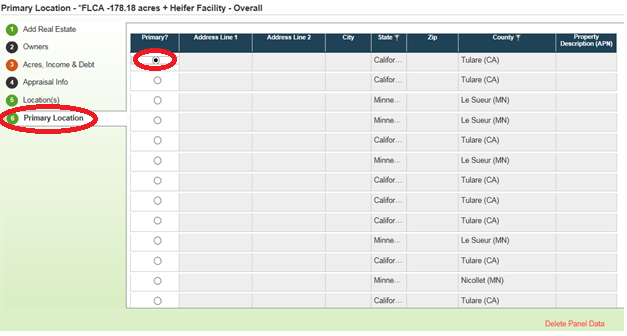 Primary Location - "FLCA -178.18 acres + Heifer Facility - Overall
1 Add Real Estate
2 Owners
3 Acres, Income & Debt
4 Appraisal Info
5 Location(s)
6 Primary Location
Primary? Address Line 1 Address Line 2 City State Zip County Property Description (APN)
Califor... Tulare (CA)
Califor... Tulare (CA)
Minne... Le Sueur (MN)
Minne... Le Sueur (MN)
Califor... Tulare (CA)
Minne... Le Sueur (MN)
Califor... Tulare (CA)
Califor... Tulare (CA)
Califor... Tulare (CA)
Minne... Le Sueur (MN)
Califor... Tulare (CA)
Minne... Nicollet (MN)
Califor... Tulare (CA)
Delete Panel Data